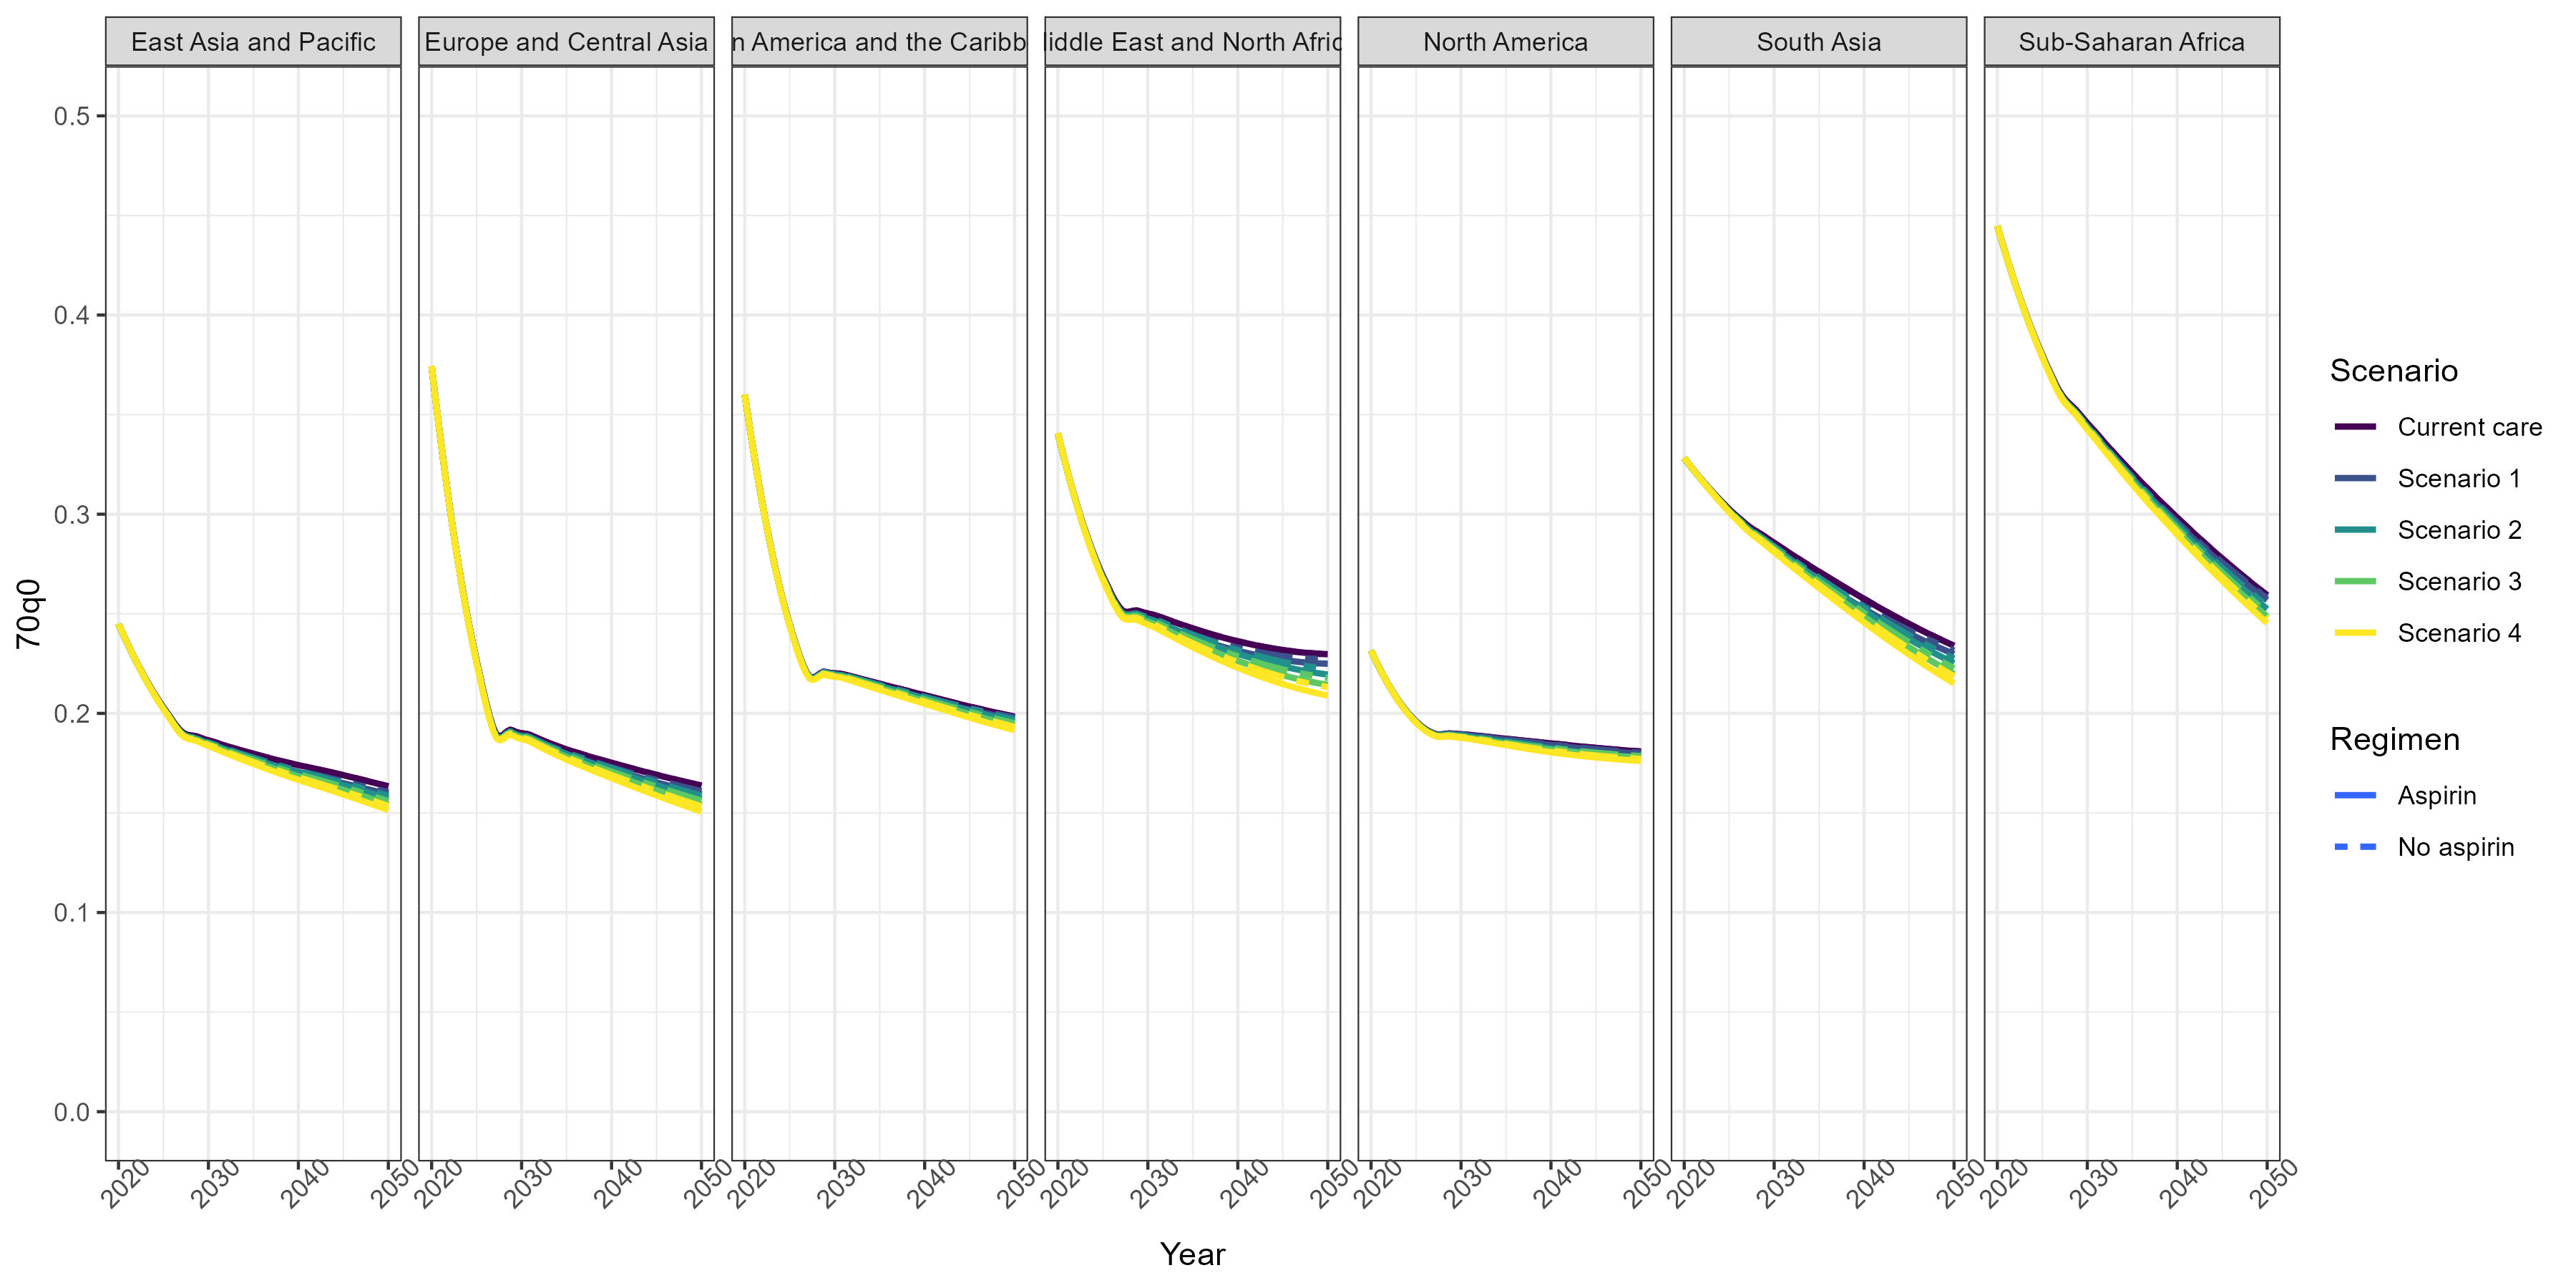 East Asia and Pacific
Europe and Central Asia
n America and the Caribb
iddle East and North Afric
North America
South Asia
Sub-Saharan Africa
0.5
0.4
0.3
0.2
0.1
0.0
70q0
2020 2030 2040 2050
2020 2030 2040 2050
2020 2030 2040 2050
2020 2030 2040 2050
2020 2030 2040 2050
2020 2030 2040 2050
2020 2030 2040 2050
Year
Scenario
Current care
Scenario 1
Scenario 2
Scenario 3
Scenario 4
Regimen
Aspirin
No aspirin